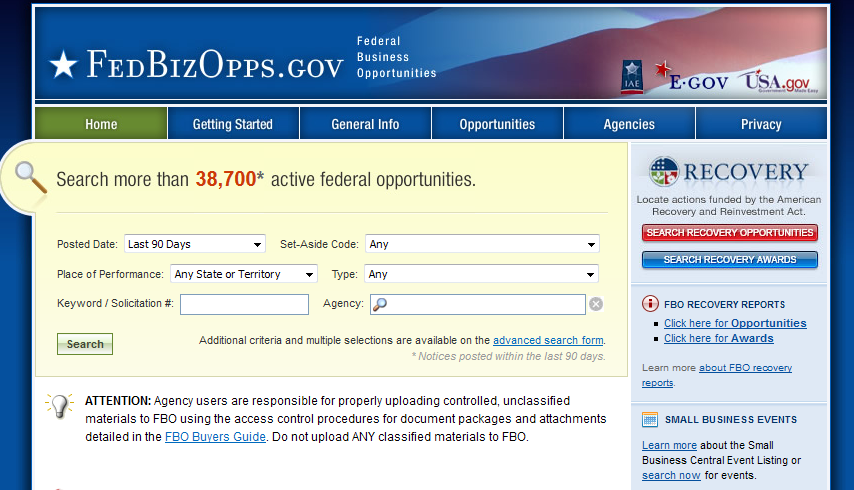 FEDBIZOPPS.GOV
Federal
Business
Opportunities
IAE
E·GOV
USA.gov
Government Made Easy
Home Getting Started General Info Opportunities Agencies Privacy
Search more than 38,700* active federal opportunities.
Posted Date: Last 90 Days Set-Aside Code: Any
Place of Performance: Any State or Territory Type: Any
Keyword / Solicitation #: Agency:
Search
Additional criteria and multiple selections are available on the advanced search form.
* Notices posted within the last 90 days.
ATTENTION: Agency users are responsible for properly uploading controlled, unclassified
materials to FBO using the access control procedures for document packages and attachments
detailed in the FBO Buyers Guide. Do not upload ANY classified materials to FBO.
RECOVERY
Locate actions funded by the American
Recovery and Reinvestment Act.
SEARCH RECOVERY OPPORTUNITIES
SEARCH RECOVERY AWARDS
FBO RECOVERY REPORTS
Click here for Opportunities
Click here for Awards
Learn more about FBO recovery
reports.
SMALL BUSINESS EVENTS
Learn more about the Small
Business Central Event Listing or
search now for events.